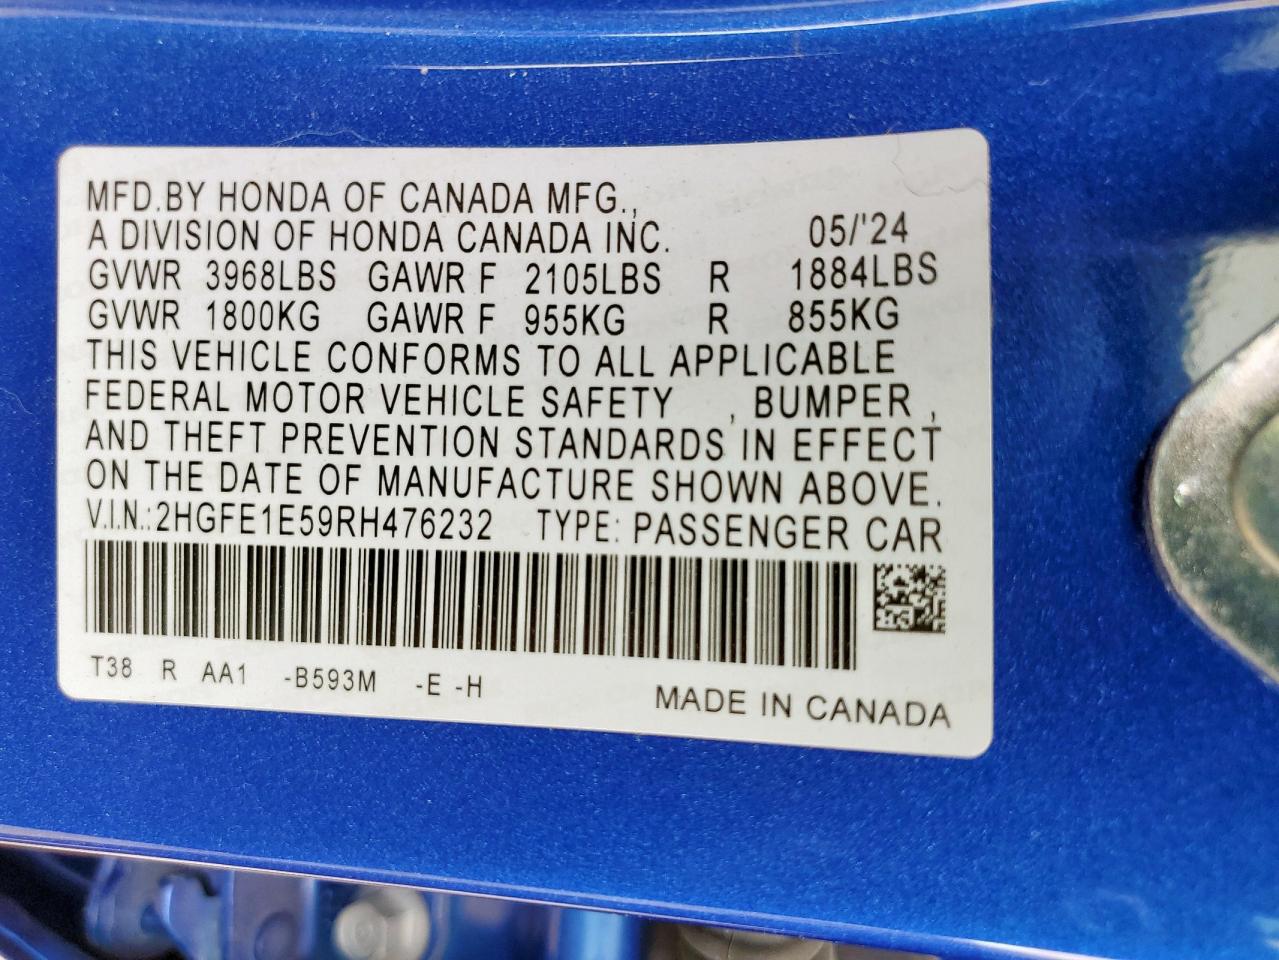 MFD.BY HONDA OF CANADA MFG.,
A DIVISION OF HONDA CANADA INC. 05/'24
GVWR 3968LBS GAWR F 2105LBS R 1884LBS
GVWR 1800KG GAWR F 955KG R 855KG
THIS VEHICLE CONFORMS TO ALL APPLICABLE
FEDERAL MOTOR VEHICLE SAFETY , BUMPER ,
AND THEFT PREVENTION STANDARDS IN EFFECT
ON THE DATE OF MANUFACTURE SHOWN ABOVE.
V.I.N.:2HGFE1E59RH476232 TYPE: PASSENGER CAR
T38 R AA1 -B593M -E -H
MADE IN CANADA